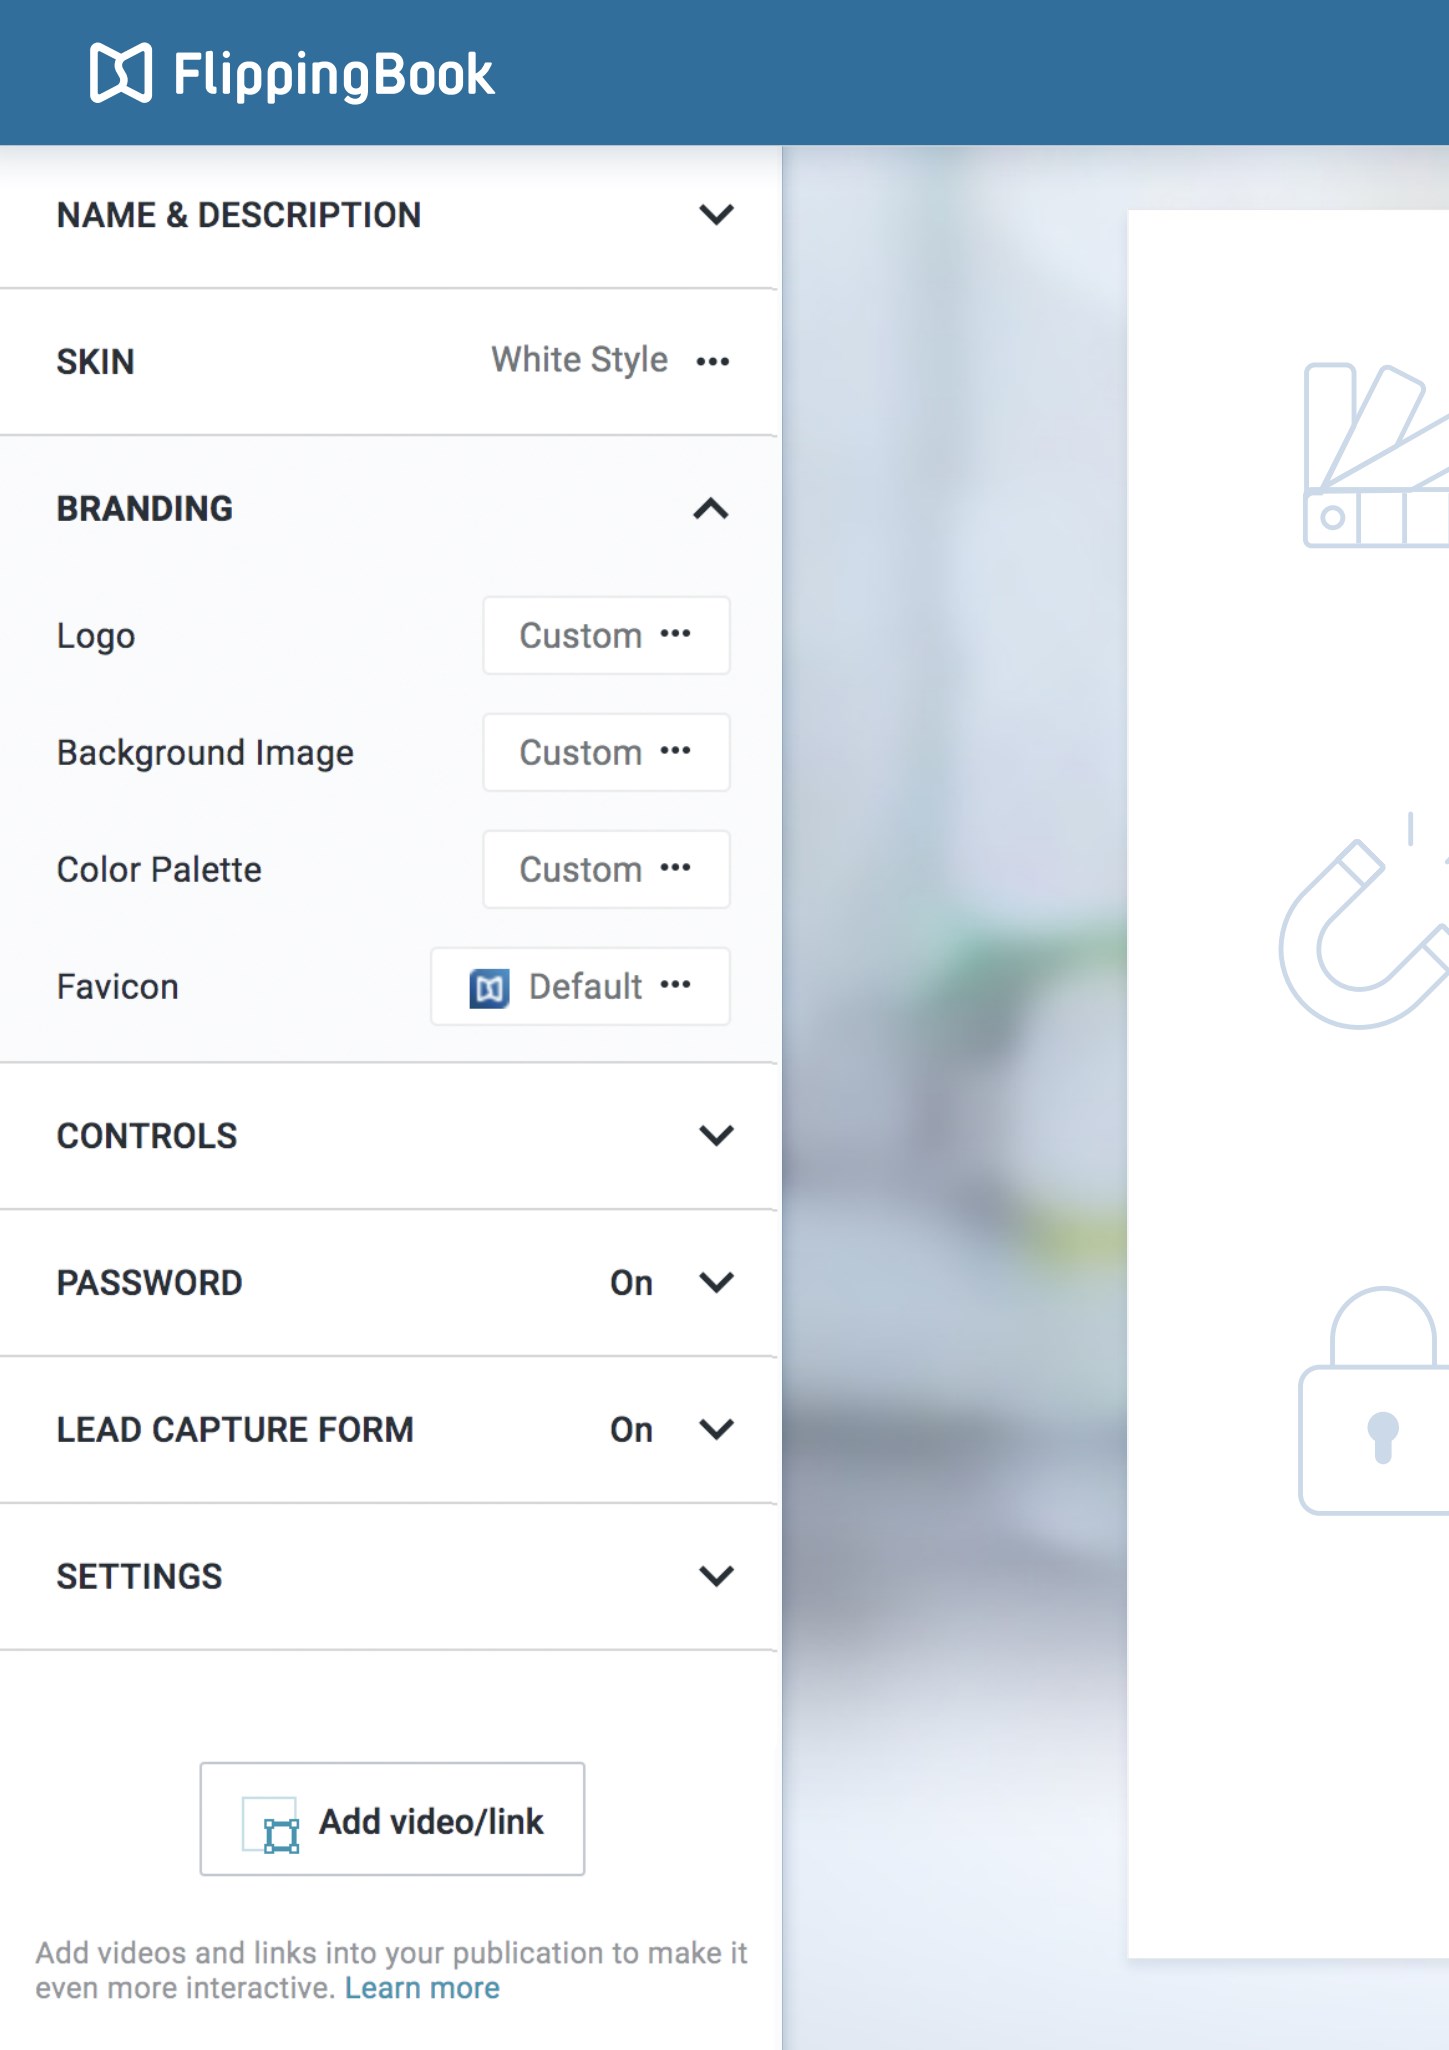 FlippingBook
NAME & DESCRIPTION
SKIN White Style •••
BRANDING
Logo Custom •••
Background Image Custom •••
Color Palette Custom •••
Favicon Default •••
CONTROLS
PASSWORD On
LEAD CAPTURE FORM On
SETTINGS
Add video/link
Add videos and links into your publication to make it
even more interactive. Learn more